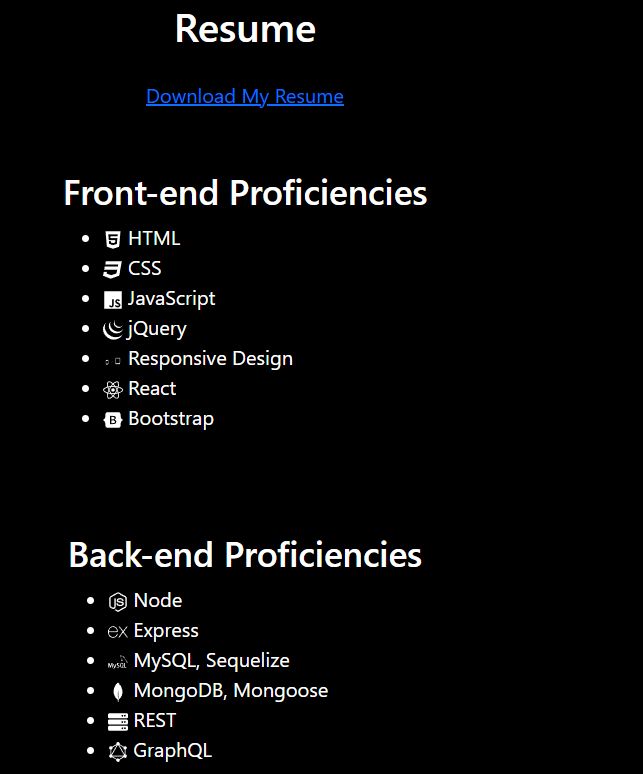 Resume
Download My Resume
Front-end Proficiencies
HTML
CSS
JS JavaScript
jQuery
Responsive Design
React
B Bootstrap
Back-end Proficiencies
JS Node
ex Express
MySQL MySQL, Sequelize
MongoDB, Mongoose
REST
GraphQL